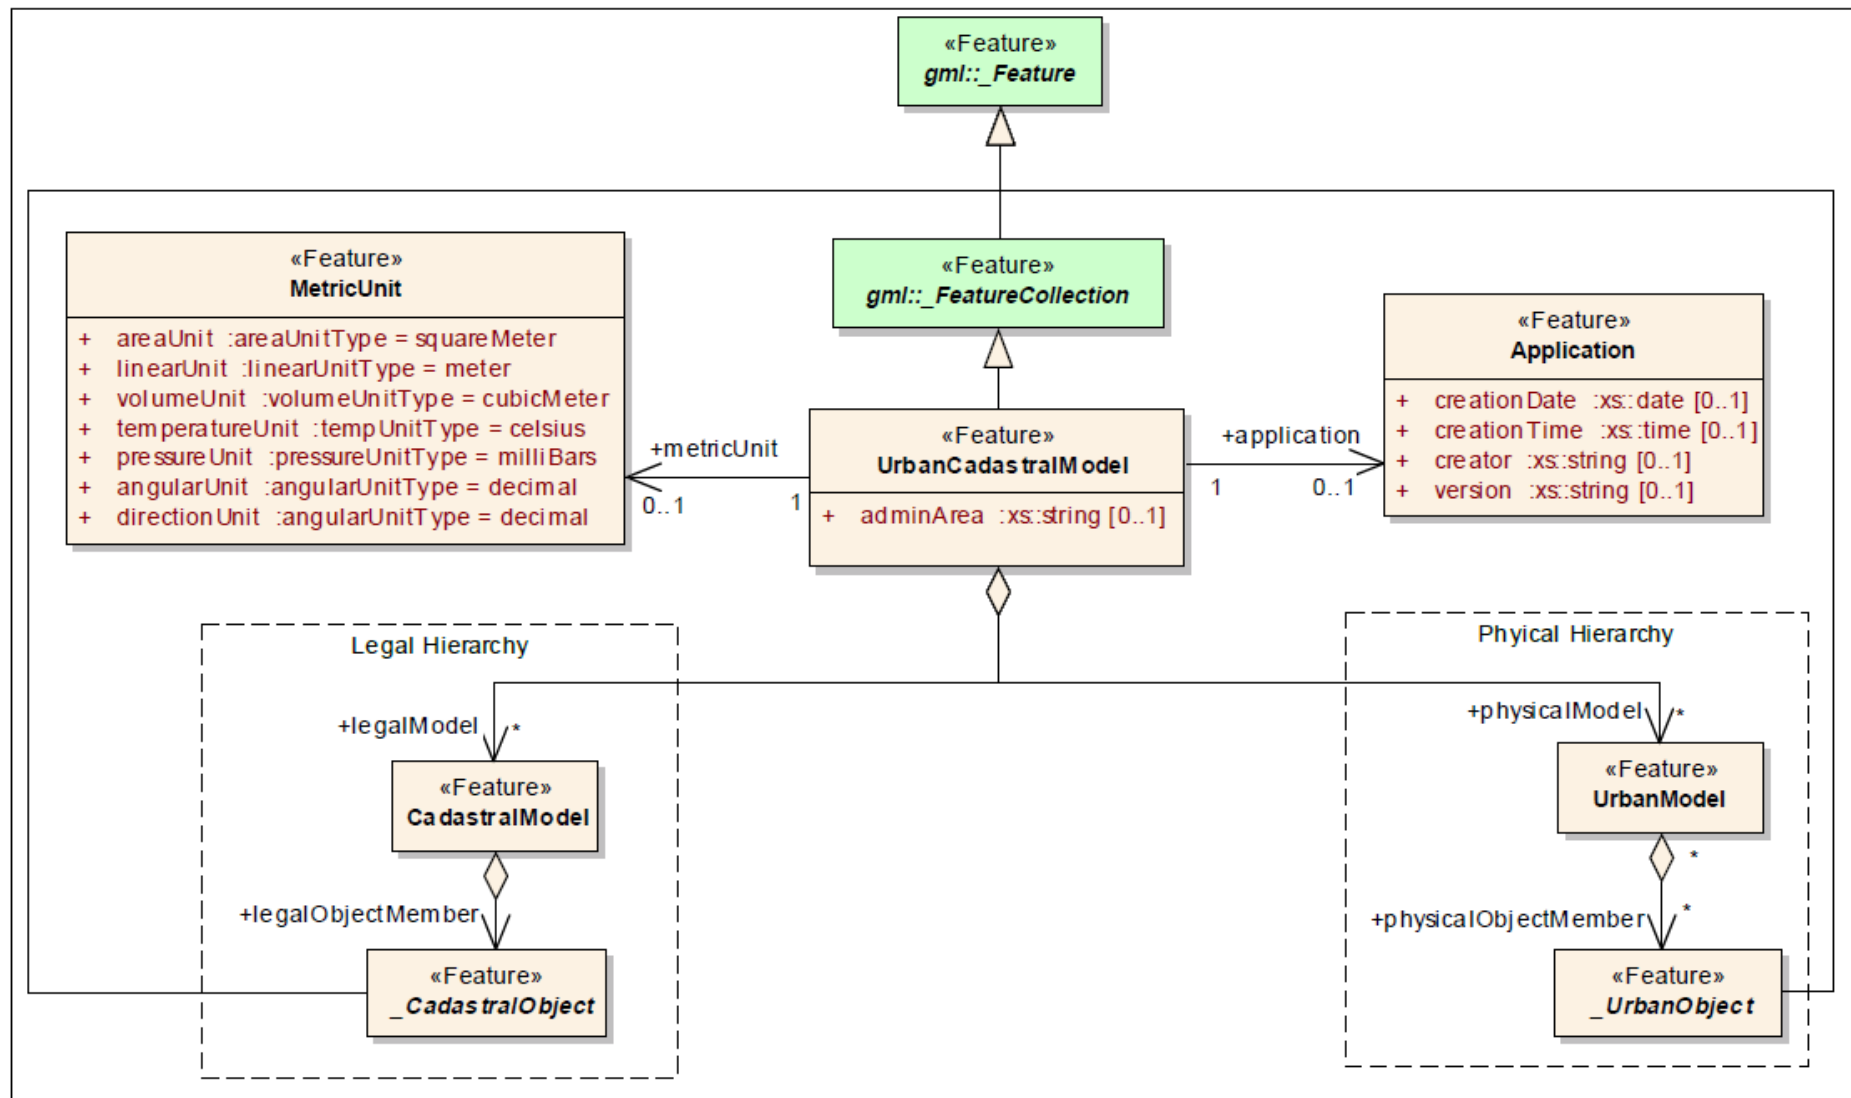 «Feature»
gml::_Feature
«Feature»
MetricUnit
+ areaUnit :areaUnitType = squareMeter
+ linearUnit :linearUnitType = meter
+ volumeUnit :volumeUnitType = cubicMeter
+ temperatureUnit :tempUnitType = celsius
+ pressureUnit :pressureUnitType = milliBars
+ angularUnit :angularUnitType = decimal
+ directionUnit :angularUnitType = decimal
«Feature»
gml::_FeatureCollection
«Feature»
Application
+ creationDate :xs::date [0..1]
+ creationTime :xs::time [0..1]
+ creator :xs::string [0..1]
+ version :xs::string [0..1]
+metricUnit
0..1
1
«Feature»
UrbanCadastralModel
+ adminArea :xs::string [0..1]
+application
1
0..1
Legal Hierarchy
+legalModel
*
«Feature»
CadastralModel
+legalObjectMember
«Feature»
_CadastralObject
Phyical Hierarchy
+physicalModel
*
«Feature»
UrbanModel
*
+physicalObjectMember
*
«Feature»
_UrbanObject